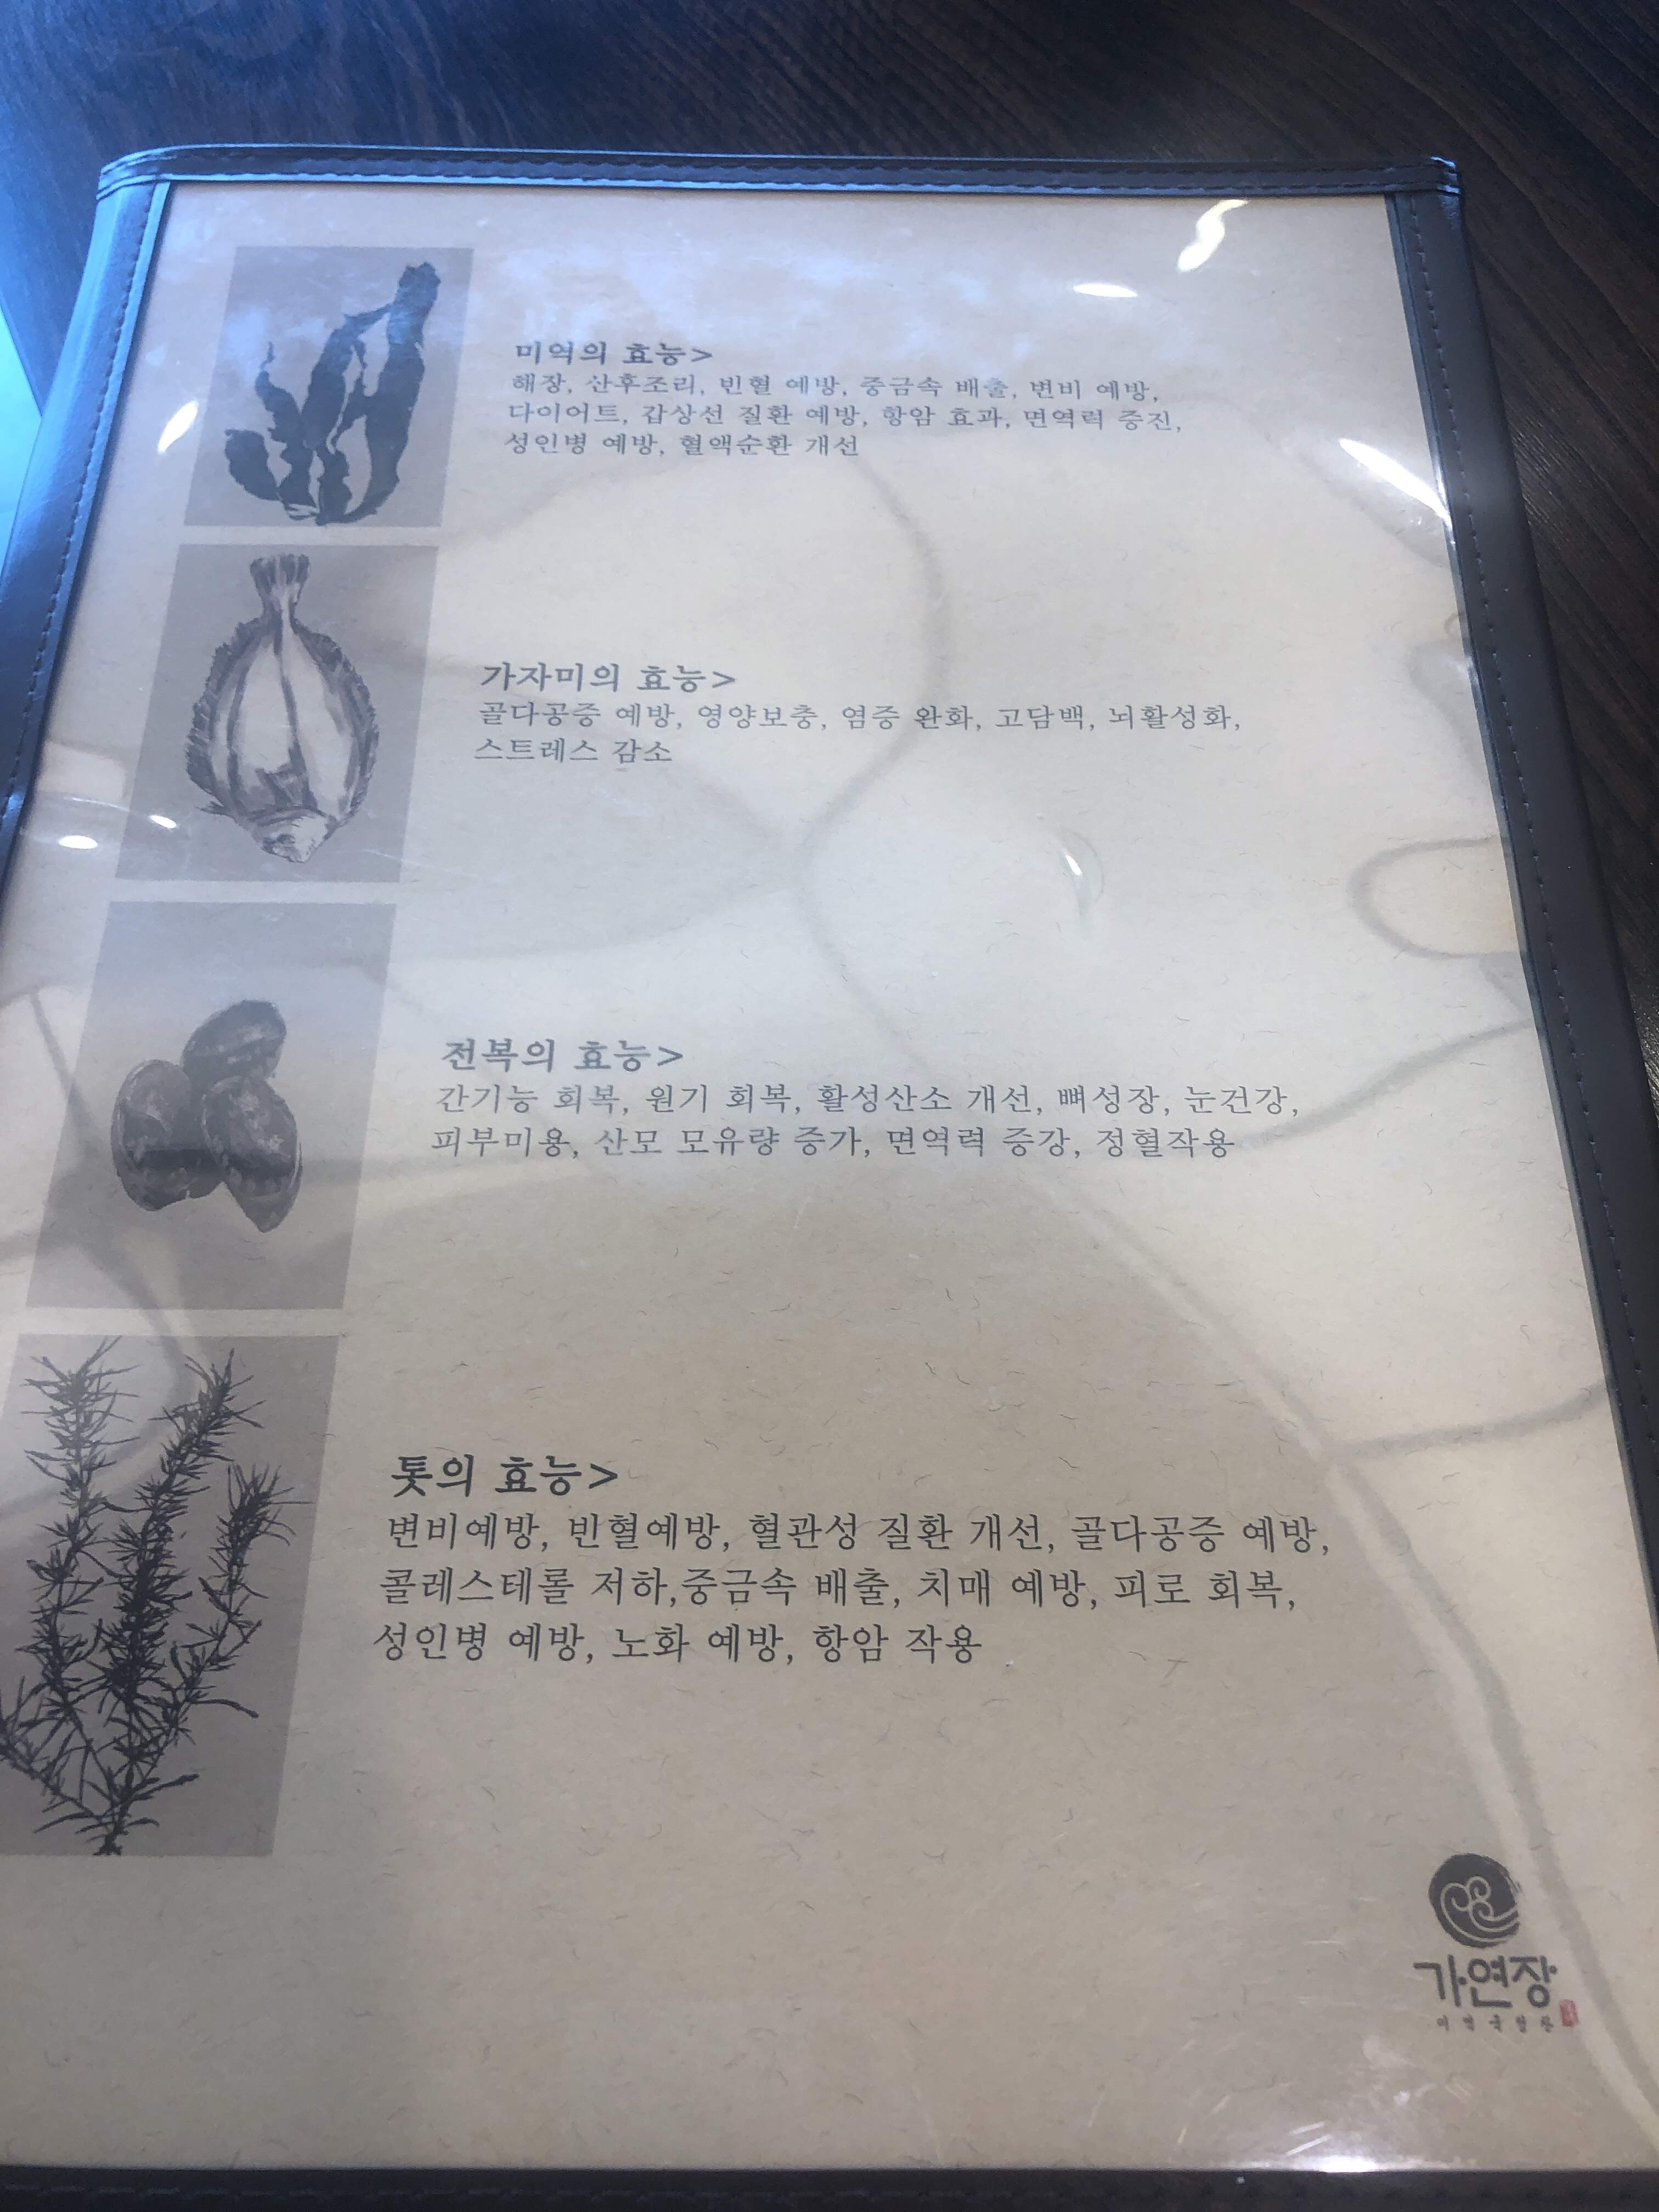 미역의 효능>
해장, 산후조리, 빈혈 예방, 중금속 배출, 변비 예방,
다이어트, 갑상선 질환 예방, 항암 효과, 면역력 증진,
성인병 예방, 혈액순환 개선
가자미의 효능>
골다공증 예방, 영양보충, 염증 완화, 고담백, 뇌활성화,
스트레스 감소
전복의 효능>
간기능 회복, 원기 회복, 활성산소 개선, 뼈성장, 눈건강,
피부미용, 산모 모유량 증가, 면역력 증강, 정혈작용
톳의 효능>
변비예방, 반혈예방, 혈관성 질환 개선, 골다공증 예방,
콜레스테롤 저하,중금속 배출, 치매 예방, 피로 회복,
성인병 예방, 노화 예방, 항암 작용
가연장